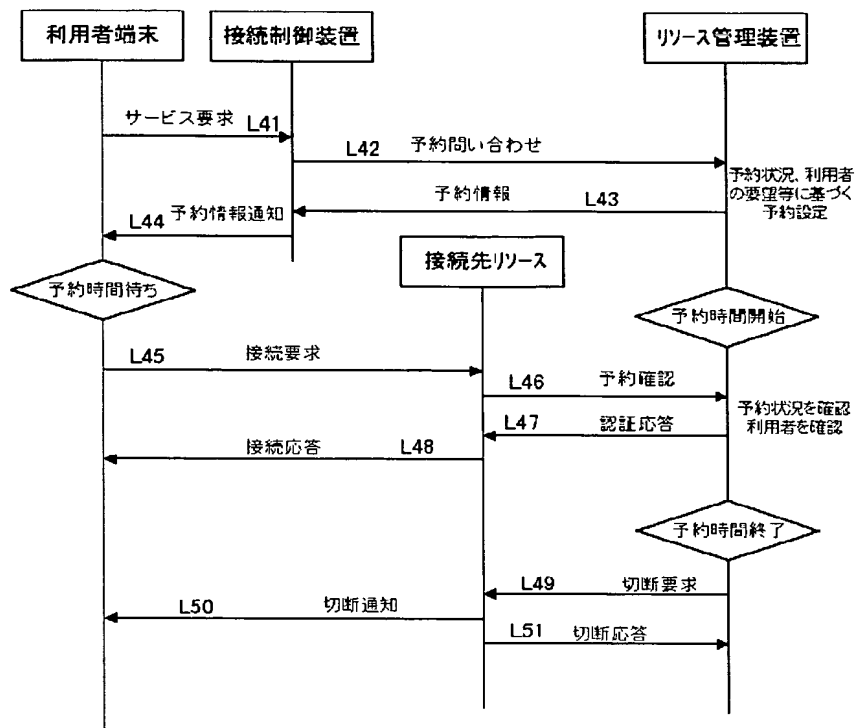 利用者端末
接続制御装置
リソース管理装置
サービス要求
L41
L42
予約問い合わせ
予約状況、利用者
の要望等に基づく
予約設定
予約情報
L43
L44
予約情報通知
接続先リソース
予約時間待ち
予約時間開始
L45
接続要求
L46
予約確認
予約状況を確認
利用者を確認
L47
認証応答
接続応答
L48
予約時間終了
L49
切断要求
L50
切断通知
L51
切断応答